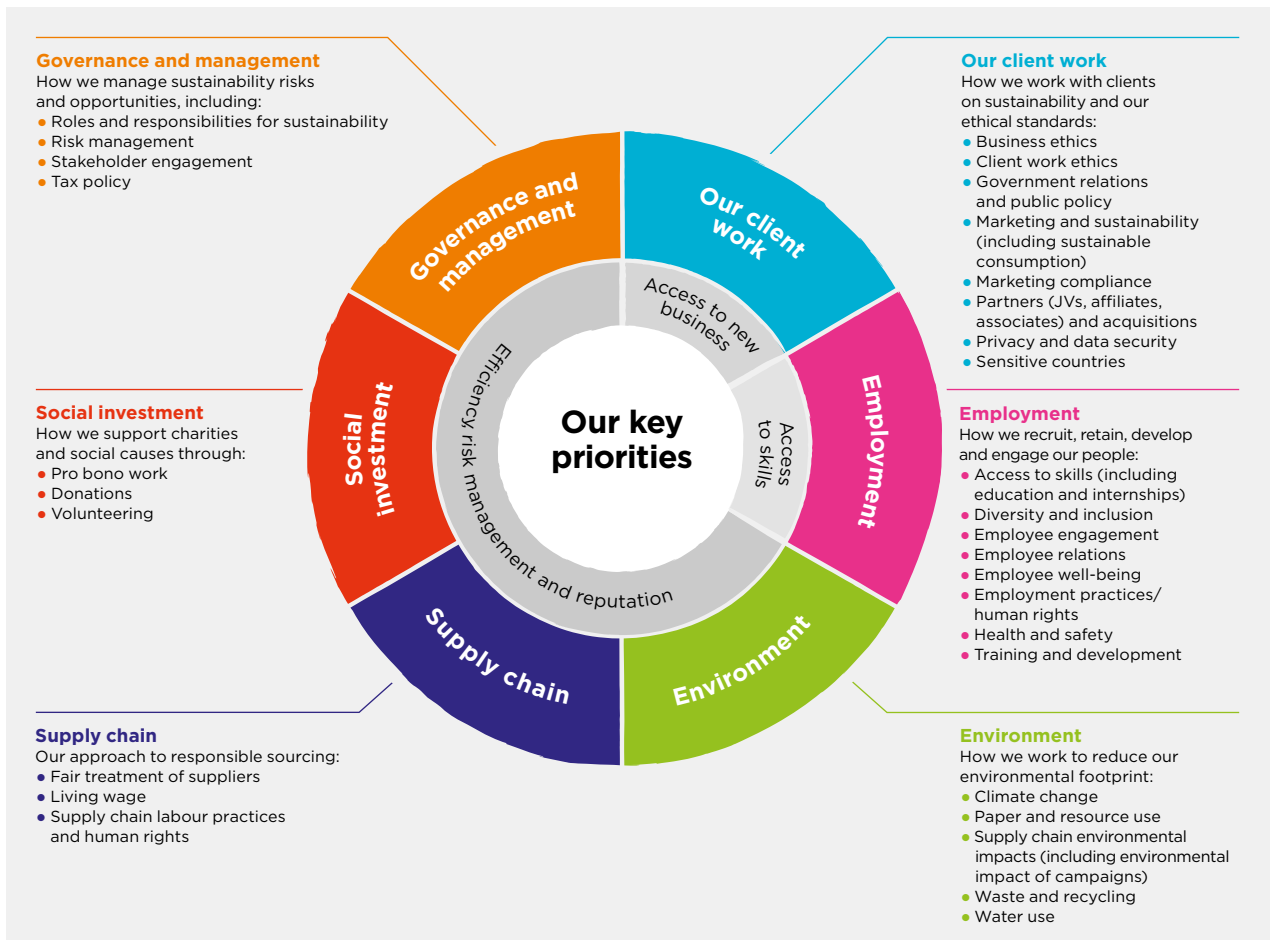 Governance and management
How we manage sustainability risks
and opportunities, including:
• Roles and responsibilities for sustainability
• Risk management
• Stakeholder engagement
• Tax policy
Social investment
How we support charities
and social causes through:
• Pro bono work
• Donations
• Volunteering
Supply chain
Our approach to responsible sourcing:
• Fair treatment of suppliers
• Living wage
• Supply chain labour practices
and human rights
Governance and
management
Our client
work
Employment
Environment
Supply chain
Social
investment
Access to new
business
Access
to skills
Efficiency, risk management and reputation
Our key
priorities
Our client work
How we work with clients
on sustainability and our
ethical standards:
• Business ethics
• Client work ethics
• Government relations
and public policy
• Marketing and sustainability
(including sustainable
consumption)
• Marketing compliance
• Partners (JVs, affiliates,
associates) and acquisitions
• Privacy and data security
• Sensitive countries
Employment
How we recruit, retain, develop
and engage our people:
• Access to skills (including
education and internships)
• Diversity and inclusion
• Employee engagement
• Employee relations
• Employee well-being
• Employment practices/
human rights
• Health and safety
• Training and development
Environment
How we work to reduce our
environmental footprint:
• Climate change
• Paper and resource use
• Supply chain environmental
impacts (including environmental
impact of campaigns)
• Waste and recycling
• Water use